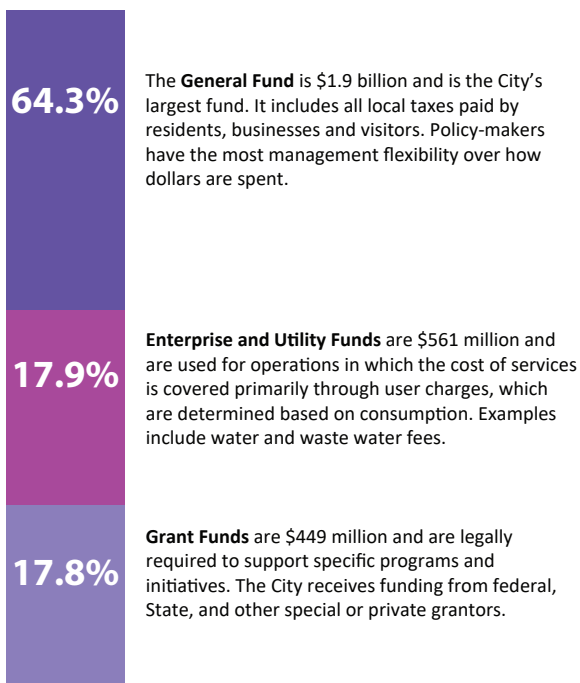 64.3%
The General Fund is $1.9 billion and is the City's
largest fund. It includes all local taxes paid by
residents, businesses and visitors. Policy-makers
have the most management flexibility over how
dollars are spent.
17.9%
Enterprise and Utility Funds are $561 million and
are used for operations in which the cost of services
is covered primarily through user charges, which
are determined based on consumption. Examples
include water and waste water fees.
17.8%
Grant Funds are $449 million and are legally
required to support specific programs and
initiatives. The City receives funding from federal,
State, and other special or private grantors.